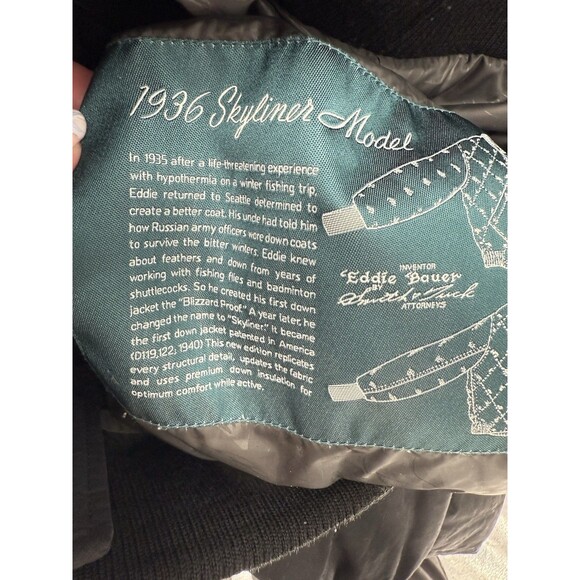 1936 Skyliner Model
In 1935 after a life-threatening experience
with hypothermia on a winter fishing trip,
Eddie returned to Seattle determined to
create a better coat. His uncle had told him
how Russian army officers wore down coats
to survive the bitter winters. Eddie knew
about feathers and down from years of
working with fishing flies and badminton
shuttlecocks. So he created his first down
jacket the "Blizzard Proof." A year later, he
changed the name to "Skyliner." It became
the first down jacket patented in America
(D119,122; 1940) This new edition replicates
every structural detail, updates the fabric
and uses premium down insulation for
optimum comfort while active.
INVENTOR
Eddie Bauer
BY
Smith & Tuck
ATTORNEYS